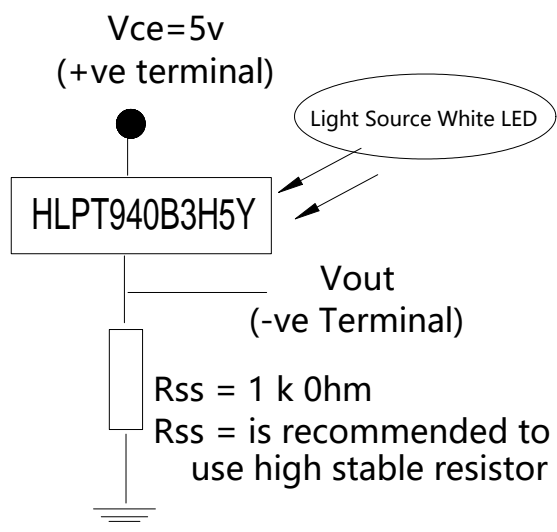 Vce=5v
(+ve terminal)
Light Source White LED
HLPT940B3H5Y
Vout
(-ve Terminal)
Rss = 1 k 0hm
Rss = is recommended to
use high stable resistor